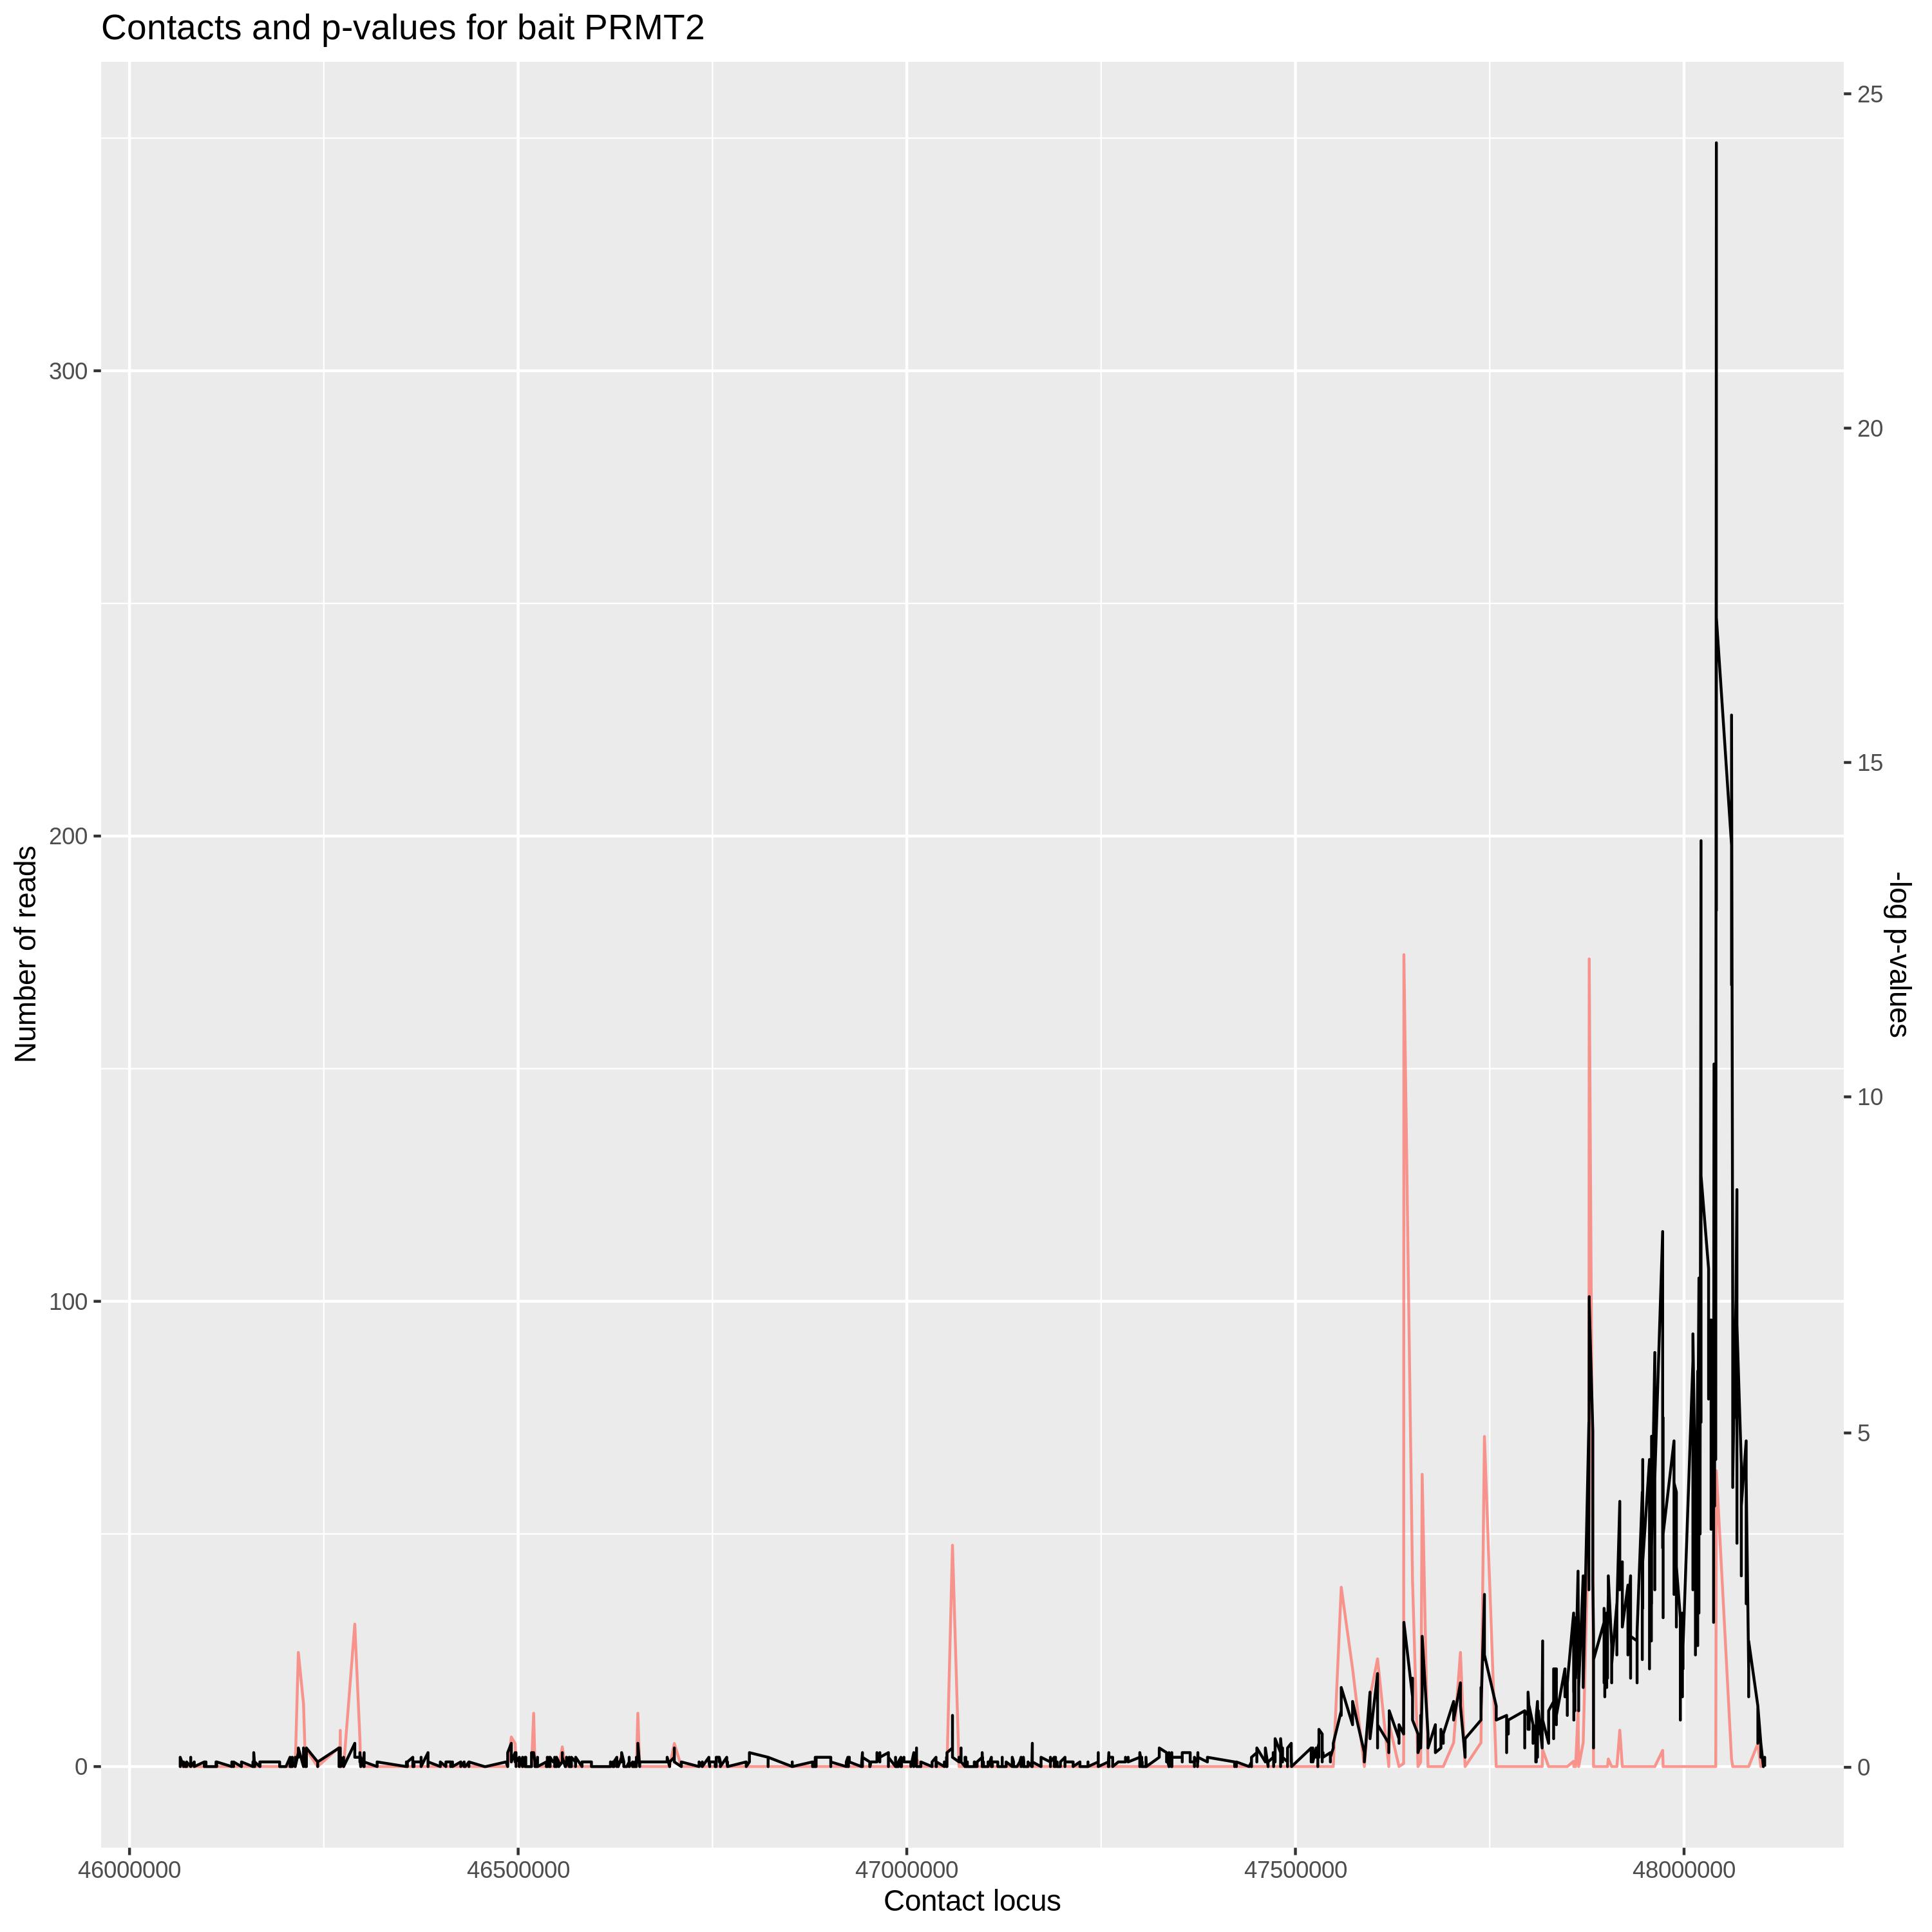 Contacts and p-values for bait PRMT2
Number of reads
300
200
100
0
25
20
15
10
5
0
-log p-values
46000000 46500000 47000000 47500000 48000000
Contact locus